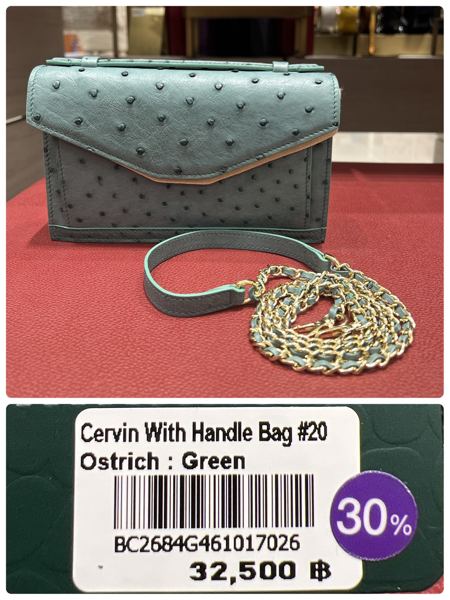 Cervin With Handle Bag #20
Ostrich : Green
BC2684G461017026
32,500 ฿
30%